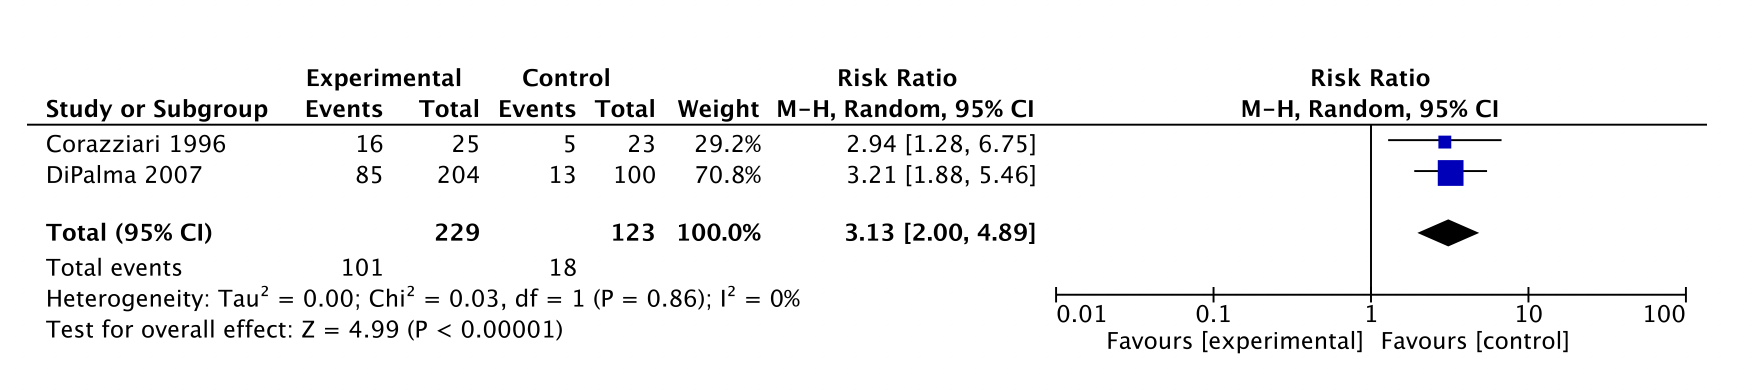 Experimental Control Risk Ratio Risk Ratio
Study or Subgroup Events Total Events Total Weight M-H, Random, 95% CI M-H, Random, 95% CI
Corazziari 1996 16 25 5 23 29.2% 2.94 [1.28, 6.75]
DiPalma 2007 85 204 13 100 70.8% 3.21 [1.88, 5.46]
Total (95% CI) 229 123 100.0% 3.13 [2.00, 4.89]
Total events 101 18
Heterogeneity: Tau² = 0.00; Chi² = 0.03, df = 1 (P = 0.86); I² = 0%
Test for overall effect: Z = 4.99 (P < 0.00001)
0.01 0.1 1 10 100
Favours [experimental] Favours [control]